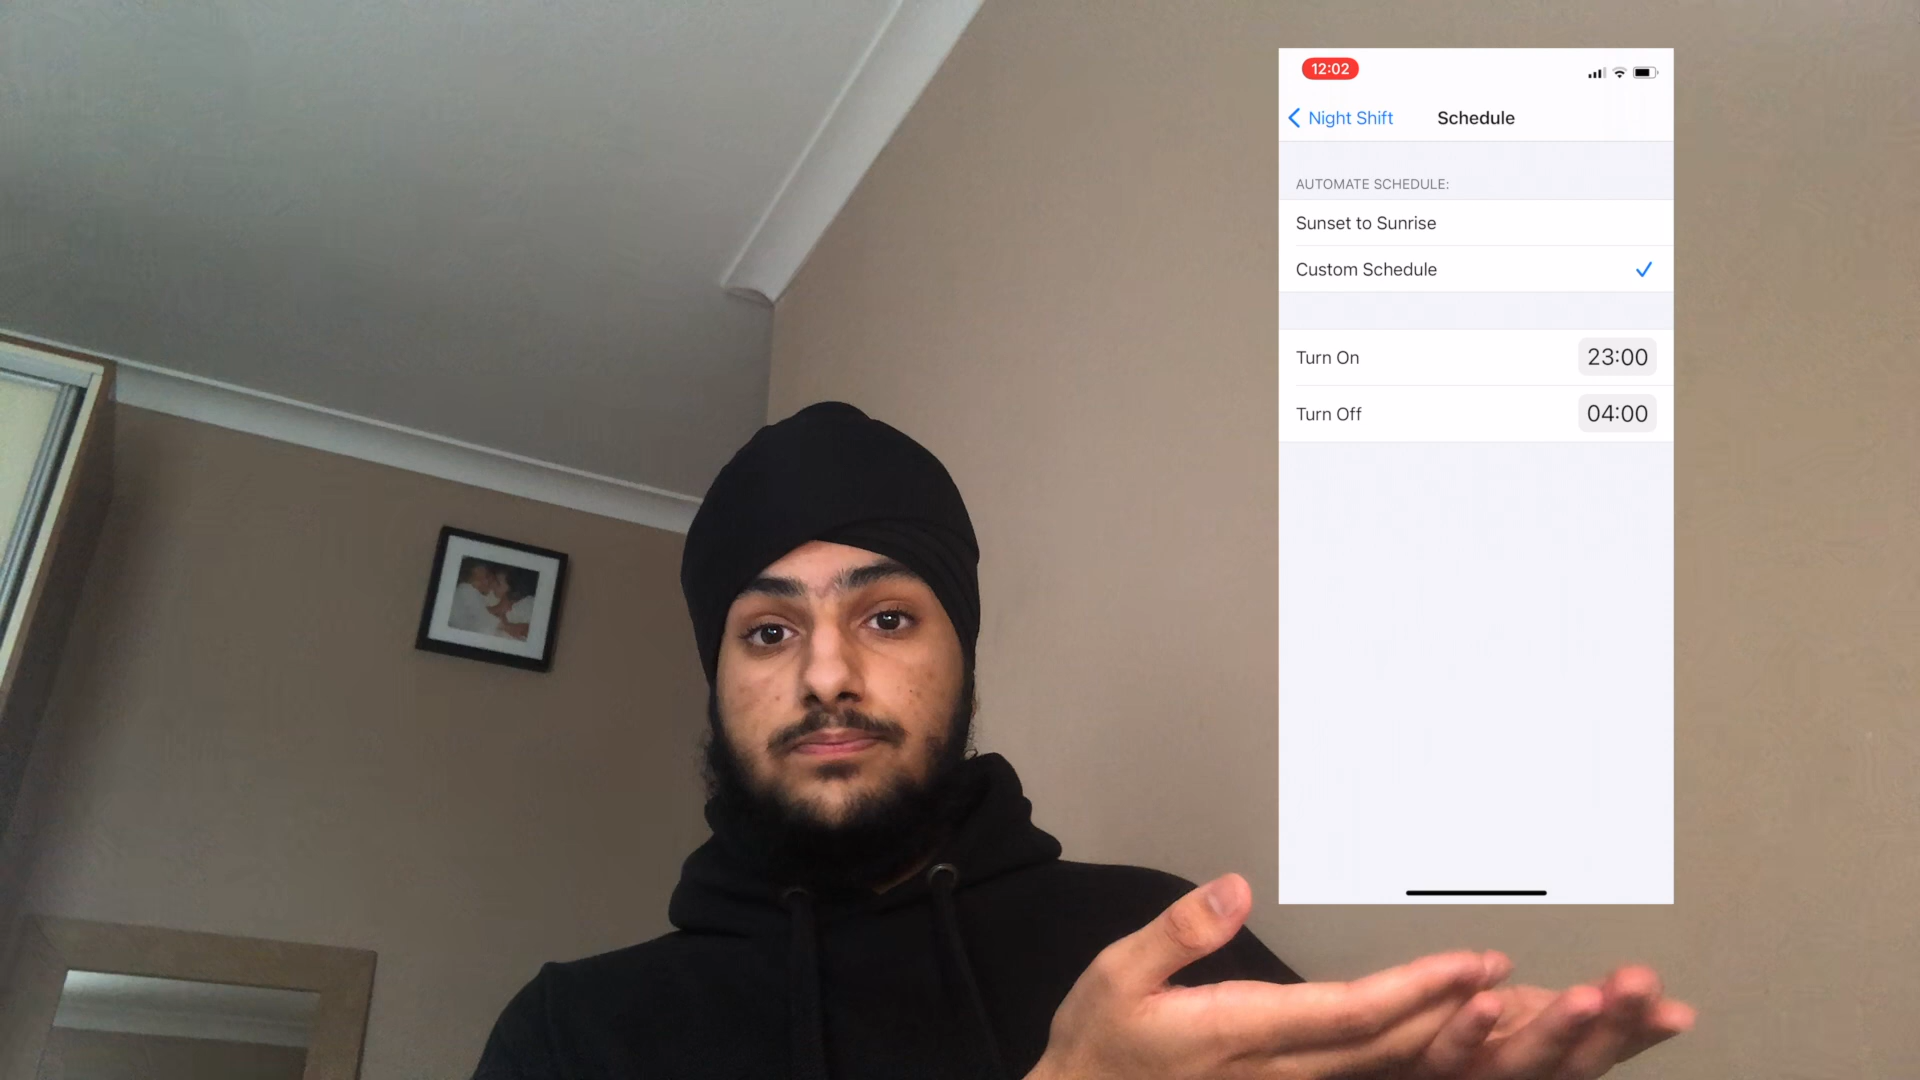 12:02
Night Shift
Schedule
AUTOMATE SCHEDULE:
Sunset to Sunrise
Custom Schedule
Turn On 23:00
Turn Off 04:00